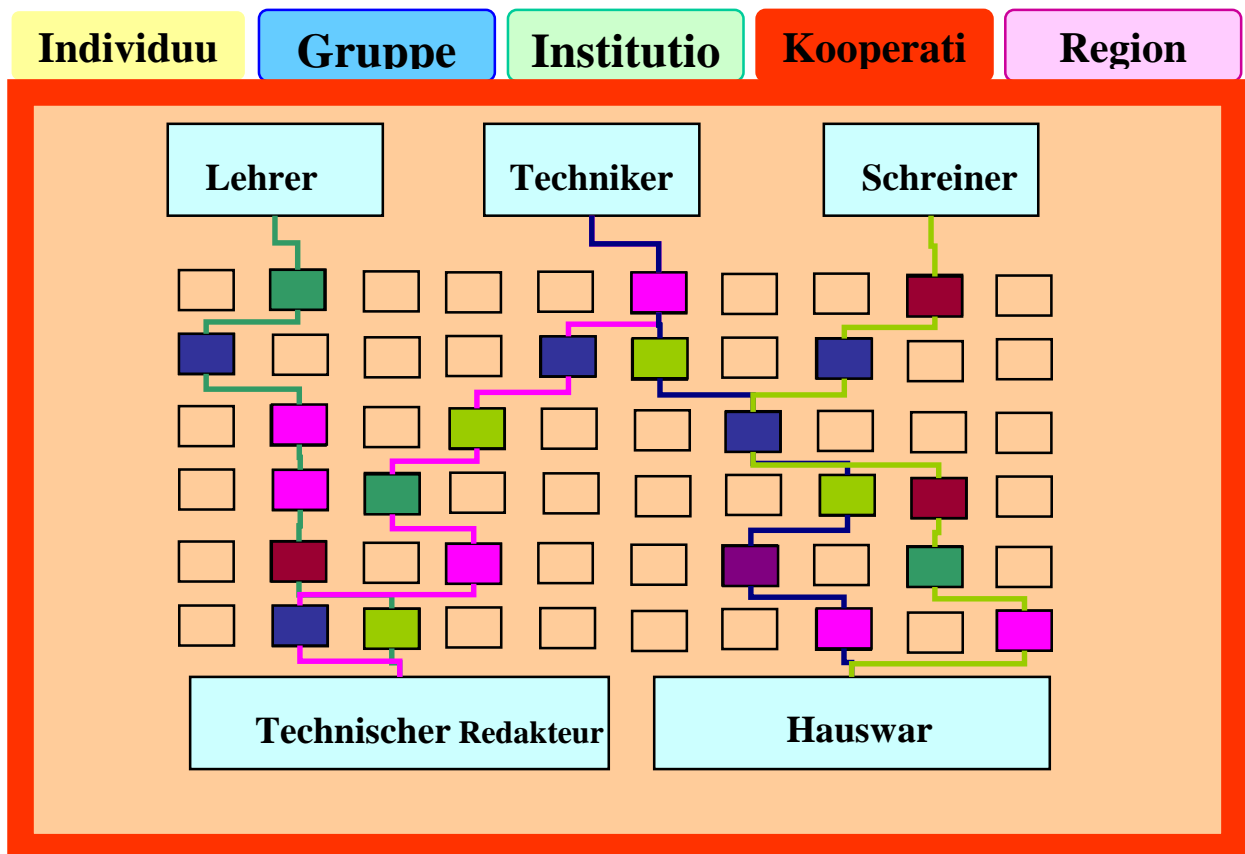 Individuu
Gruppe
Institutio
Kooperati
Region
Lehrer
Techniker
Schreiner
Technischer Redakteur
Hauswar